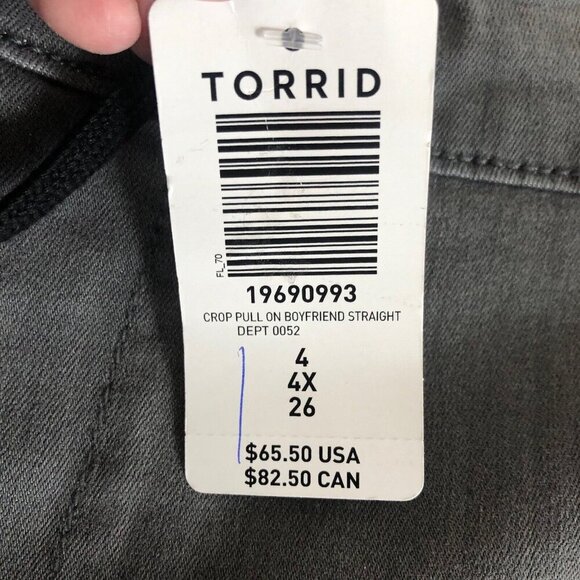 TORRID
FL_70
19690993
CROP PULL ON BOYFRIEND STRAIGHT
DEPT 0052
4
4X
26
$65.50 USA
$82.50 CAN